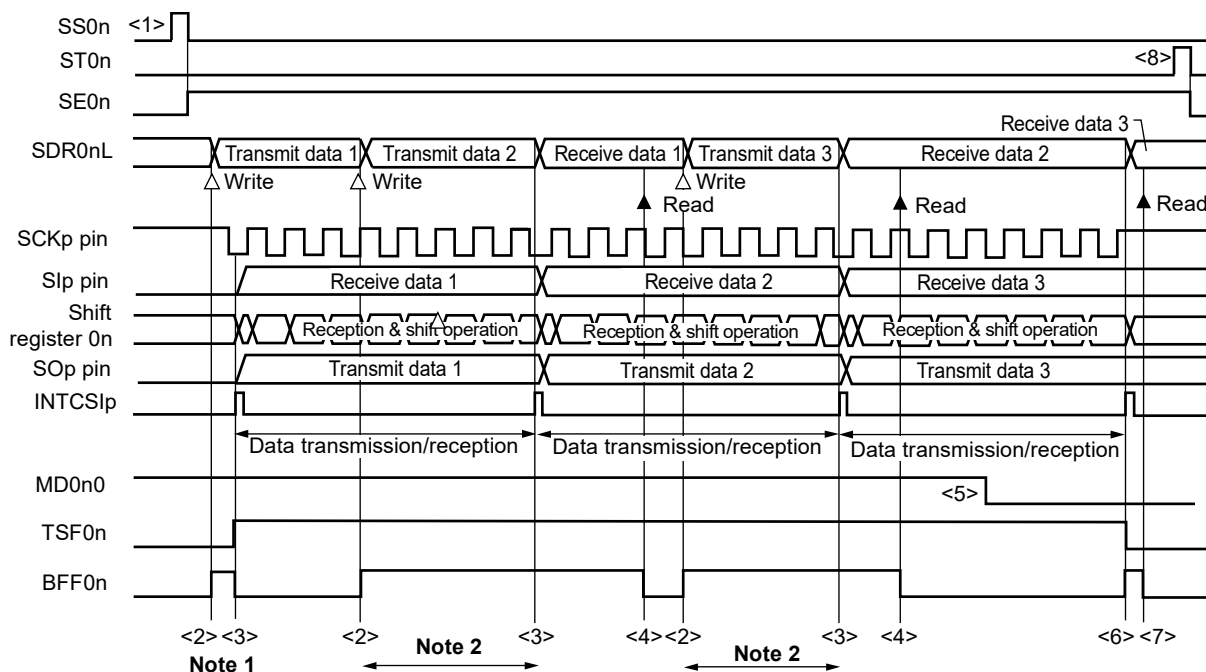 SS0n <1>
ST0n <8>
SE0n
Receive data 3
SDR0nL Transmit data 1 Transmit data 2 Receive data 1 Transmit data 3 Receive data 2
Write Write Write
Read Read Read
SCKp pin
SIp pin Receive data 1 Receive data 2 Receive data 3
Shift
register 0n Reception & shift operation Reception & shift operation Reception & shift operation
SOp pin Transmit data 1 Transmit data 2 Transmit data 3
INTCSIp
Data transmission/reception Data transmission/reception Data transmission/reception
MD0n0 <5>
TSF0n
BFF0n
<2> <3> <2> <3> <4> <2> <3> <4> <6> <7>
Note 1 Note 2 Note 2